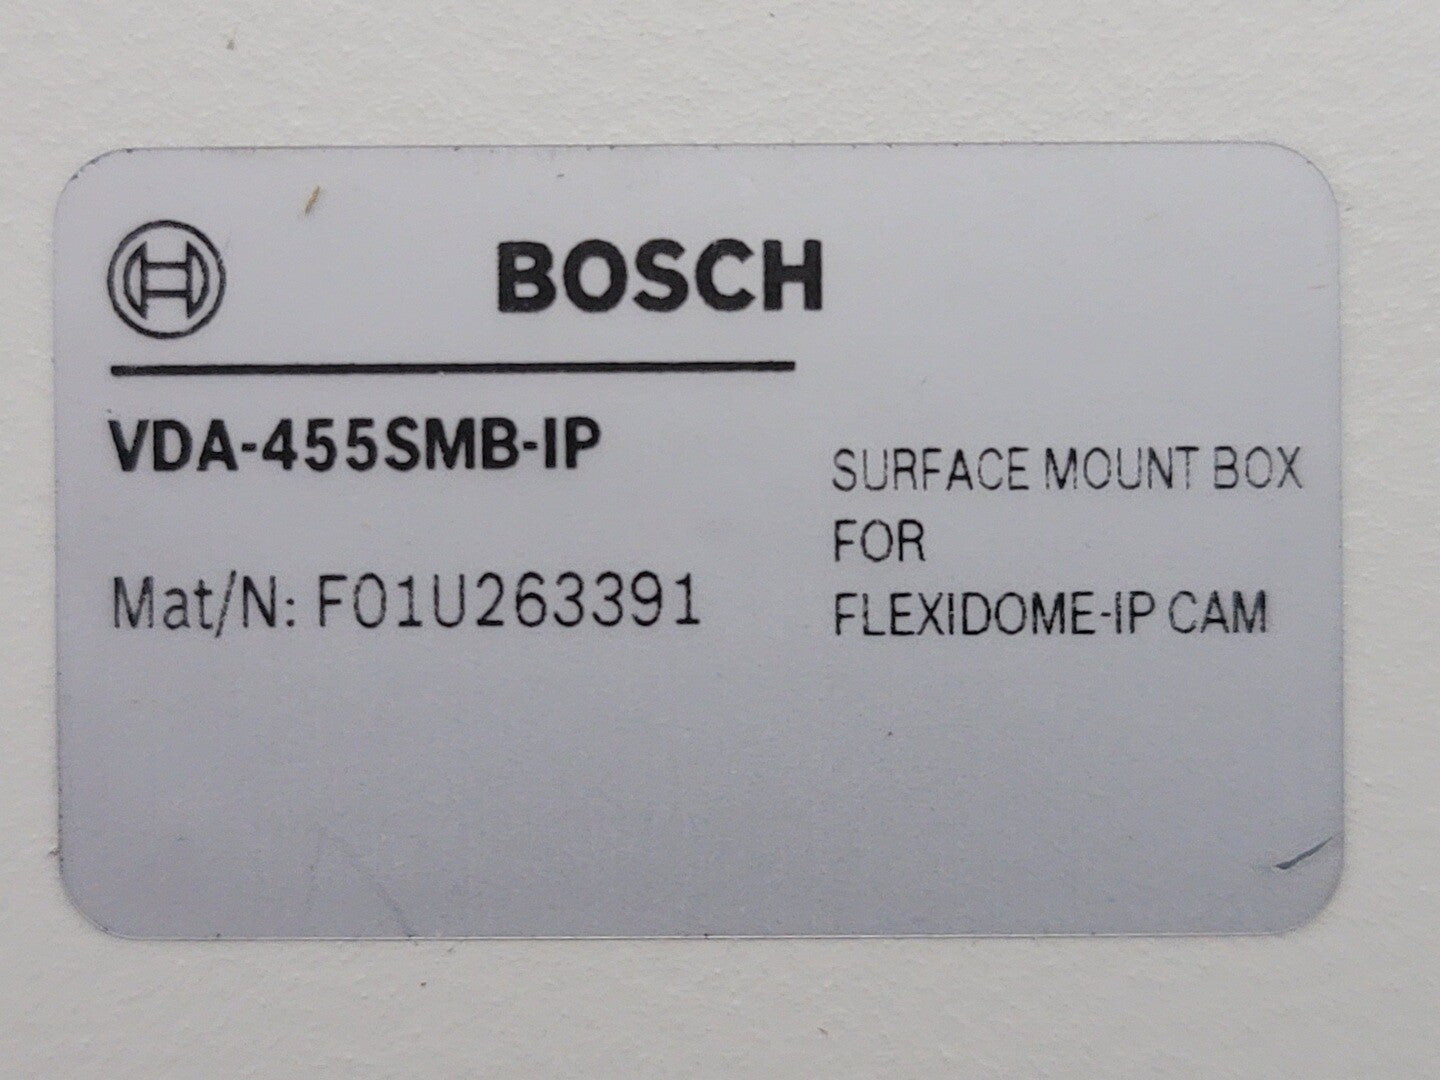 BOSCH
VDA-455SMB-IP
Mat/N: F01U263391
SURFACE MOUNT BOX
FOR
FLEXIDOME-IP CAM